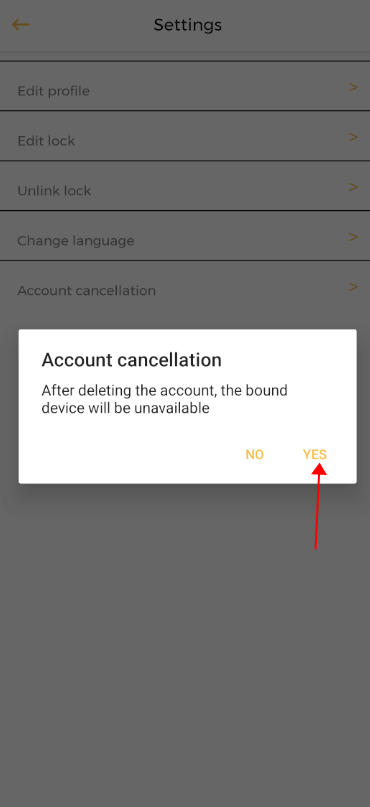 Settings
Edit profile
Edit lock
Unlink lock
Change language
Account cancellation
Account cancellation
After deleting the account, the bound
device will be unavailable
NO YES